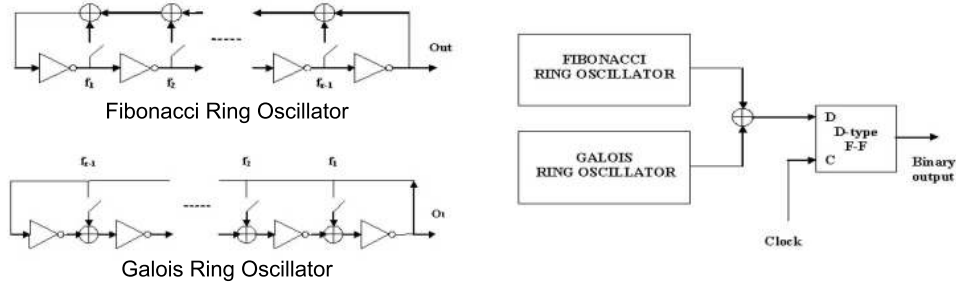 Out
f₁ f₂ fᵣ₋₁
Fibonacci Ring Oscillator
fᵣ₋₁ f₂ f₁
Ou
Galois Ring Oscillator
FIBONACCI
RING OSCILLATOR
GALOIS
RING OSCILLATOR
D
D-type
F-F
C
Binary
output
Clock